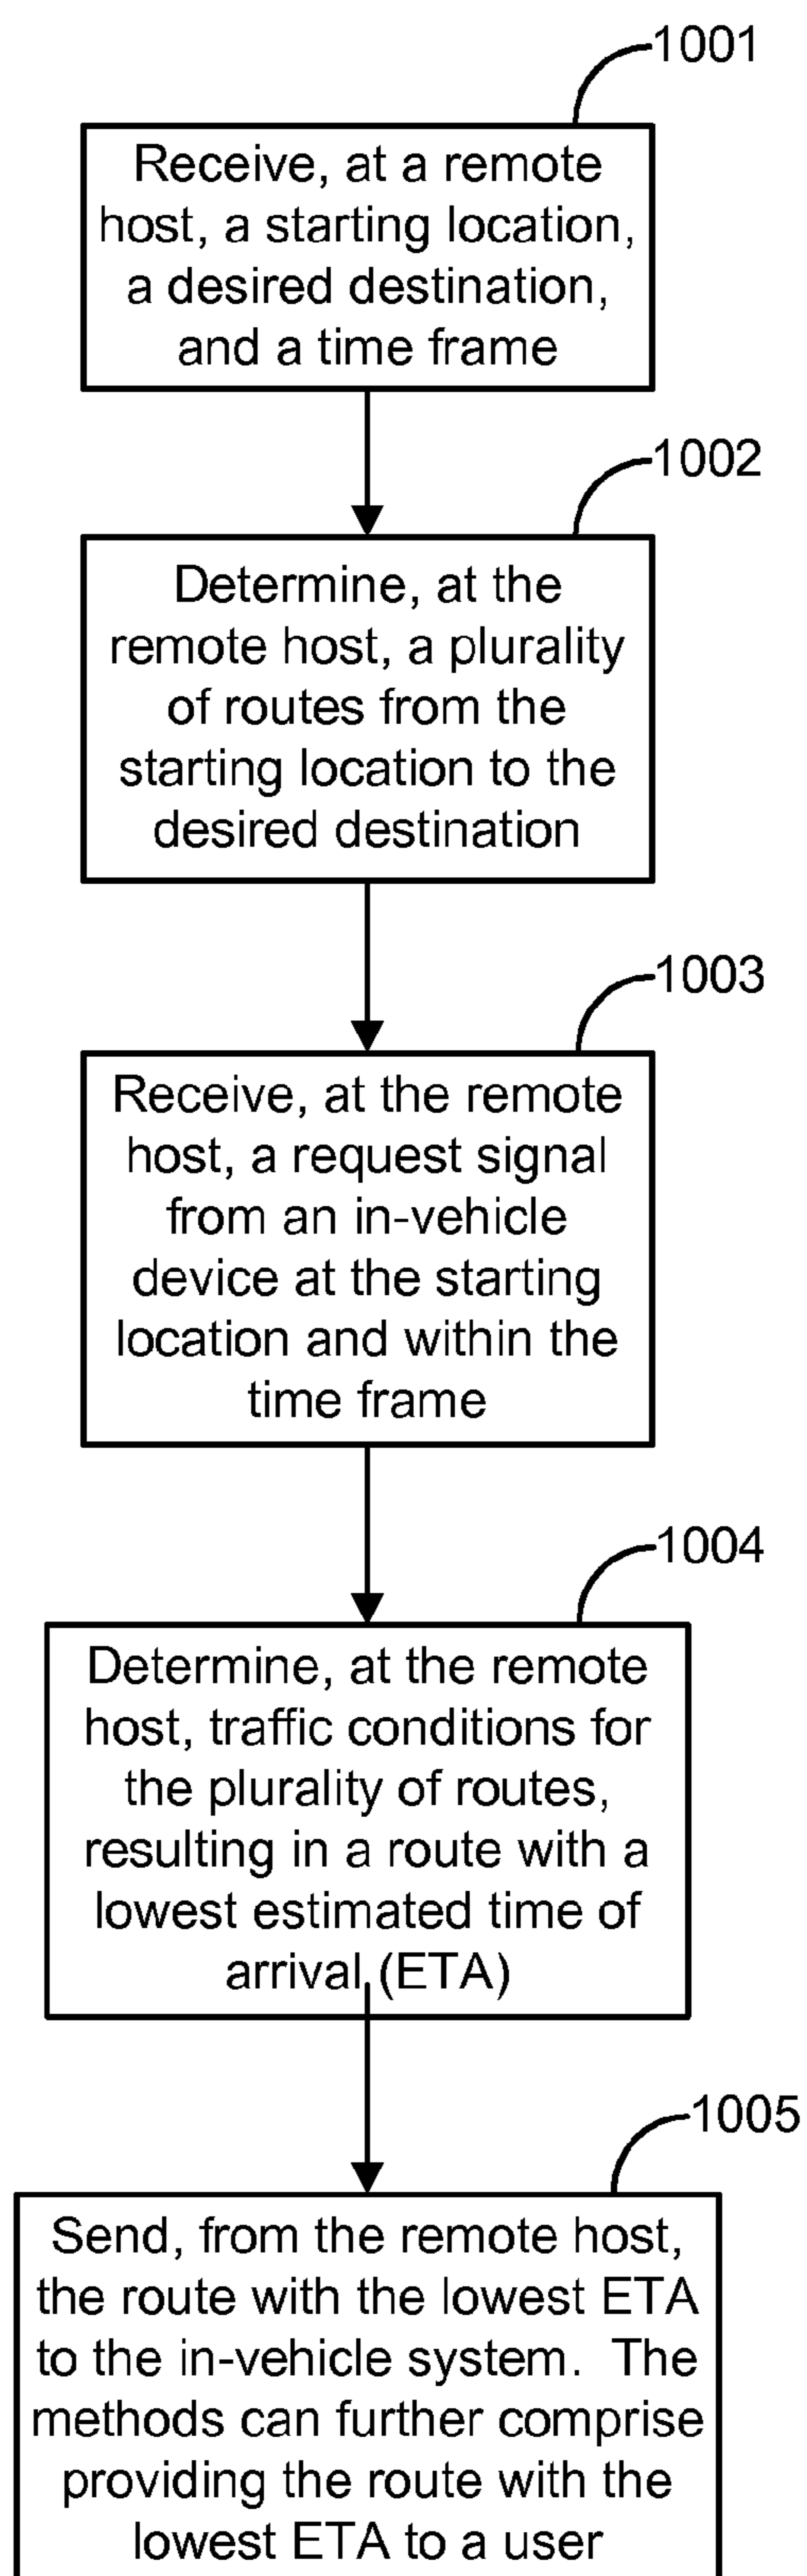 1001
Receive, at a remote
host, a starting location,
a desired destination,
and a time frame
1002
Determine, at the
remote host, a plurality
of routes from the
starting location to the
desired destination
1003
Receive, at the remote
host, a request signal
from an in-vehicle
device at the starting
location and within the
time frame
1004
Determine, at the remote
host, traffic conditions for
the plurality of routes,
resulting in a route with a
lowest estimated time of
arrival (ETA)
1005
Send, from the remote host,
the route with the lowest ETA
to the in-vehicle system. The
methods can further comprise
providing the route with the
lowest ETA to a user